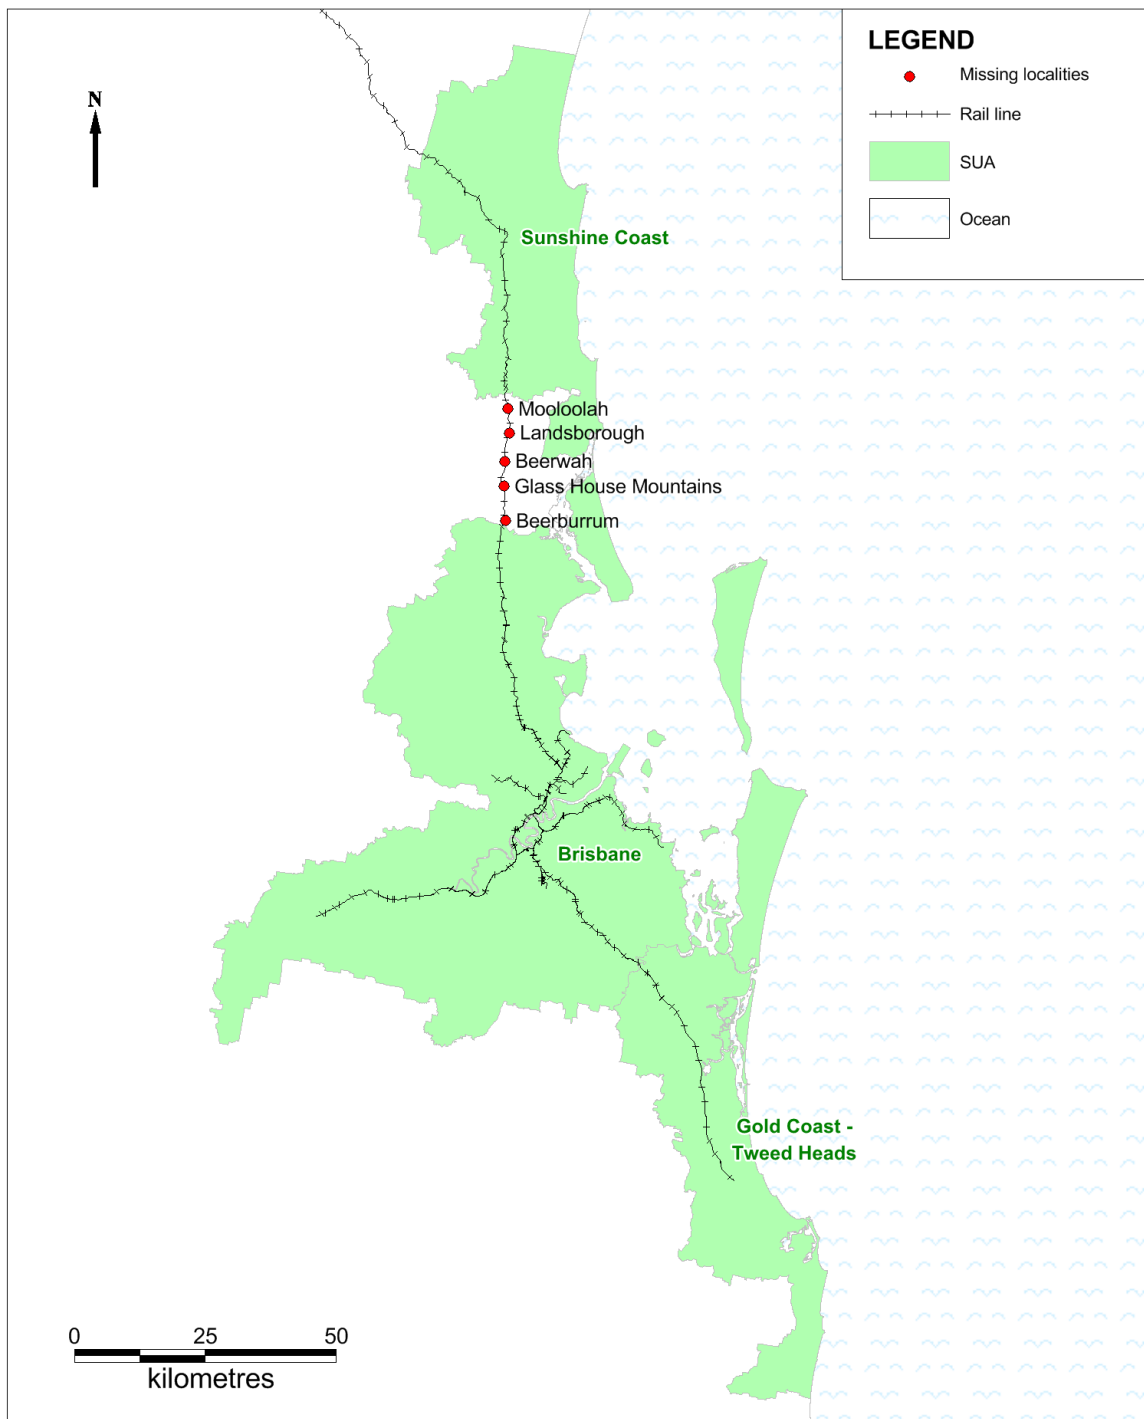 LEGEND
Missing localities
Rail line
SUA
Ocean
N
Sunshine Coast
Mooloolah
Landsborough
Beerwah
Glass House Mountains
Beerburrum
Brisbane
Gold Coast -
Tweed Heads
0 25 50
kilometres